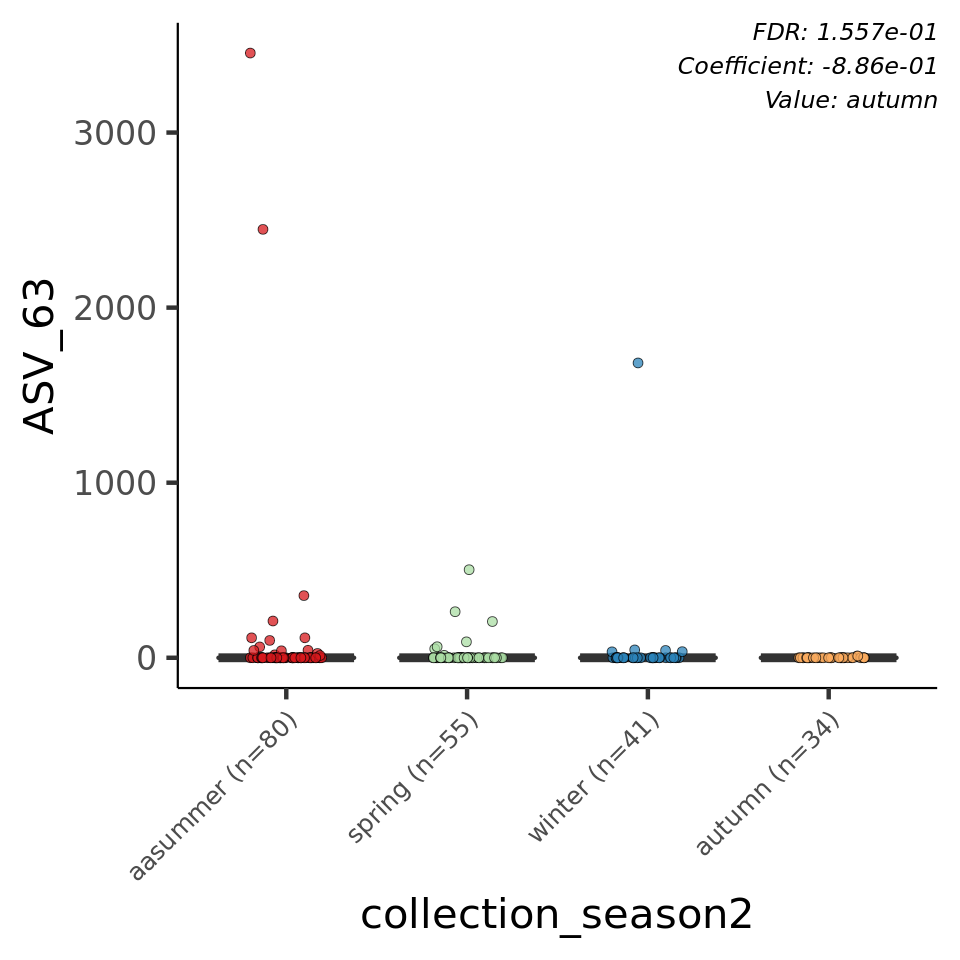 FDR: 1.557e-01
Coefficient: -8.86e-01
Value: autumn
3000
2000
1000
0
ASV_63
aasummer (n=80)
spring (n=55)
winter (n=41)
autumn (n=34)
collection_season2